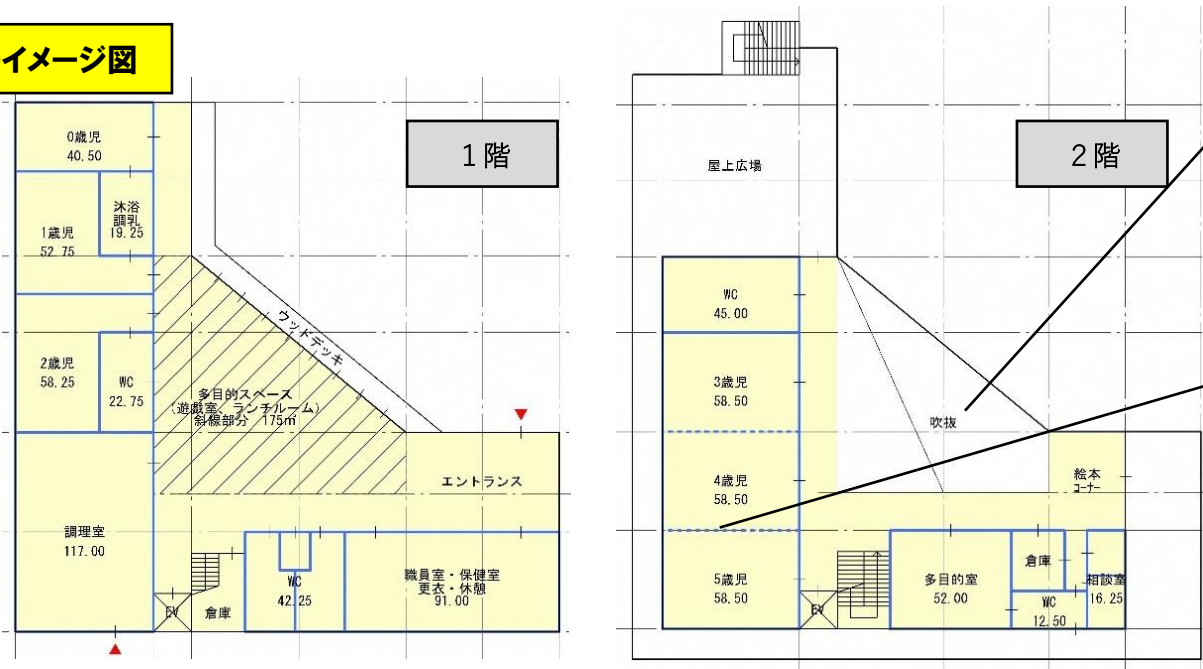 イメージ図
1階
0歳児
40.50
沐浴
調乳
19.25
1歳児
52.75
2歳児
58.25
WC
22.75
ウッドデッキ
多目的スペース
(遊戯室、ランチルーム)
斜線部分 175㎡
エントランス
調理室
117.00
EV
倉庫
WC
42.25
職員室・保健室
更衣・休憩
91.00
2階
屋上広場
WC
45.00
3歳児
58.50
4歳児
58.50
5歳児
58.50
吹抜
絵本
コーナー
EV
多目的室
52.00
倉庫
WC
12.50
相談室
16.25